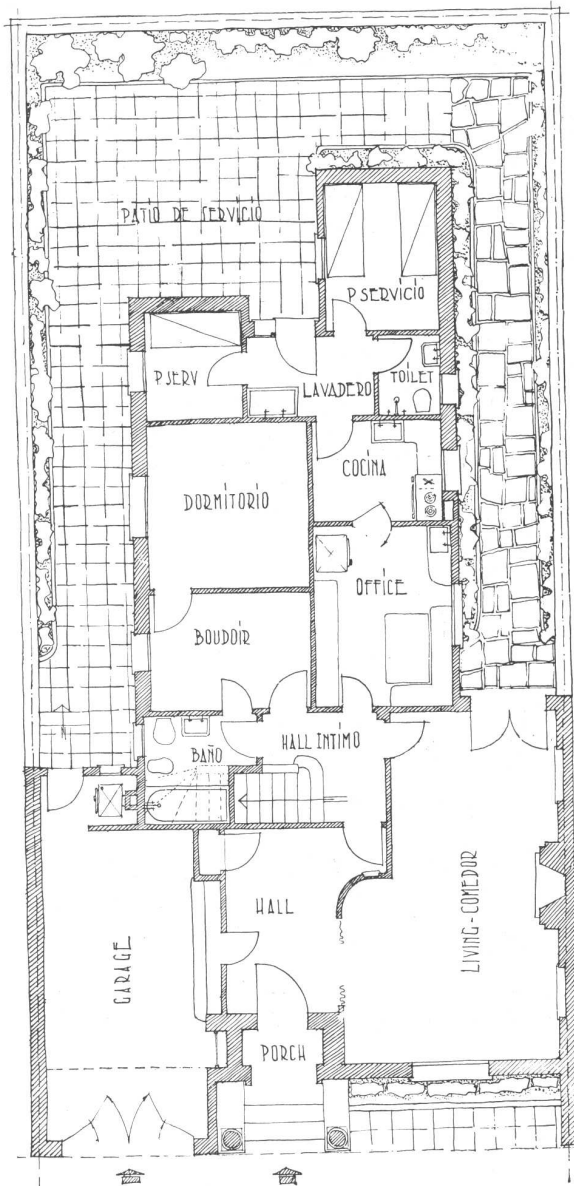 PATIO DE SERVICIO
P SERVICIO
P SERV
LAVADERO
TOILET
COCINA
DORMITORIO
OFFICE
BOUDOIR
BAÑO
HALL INTIMO
HALL
LIVING-COMEDOR
GARAGE
PORCH